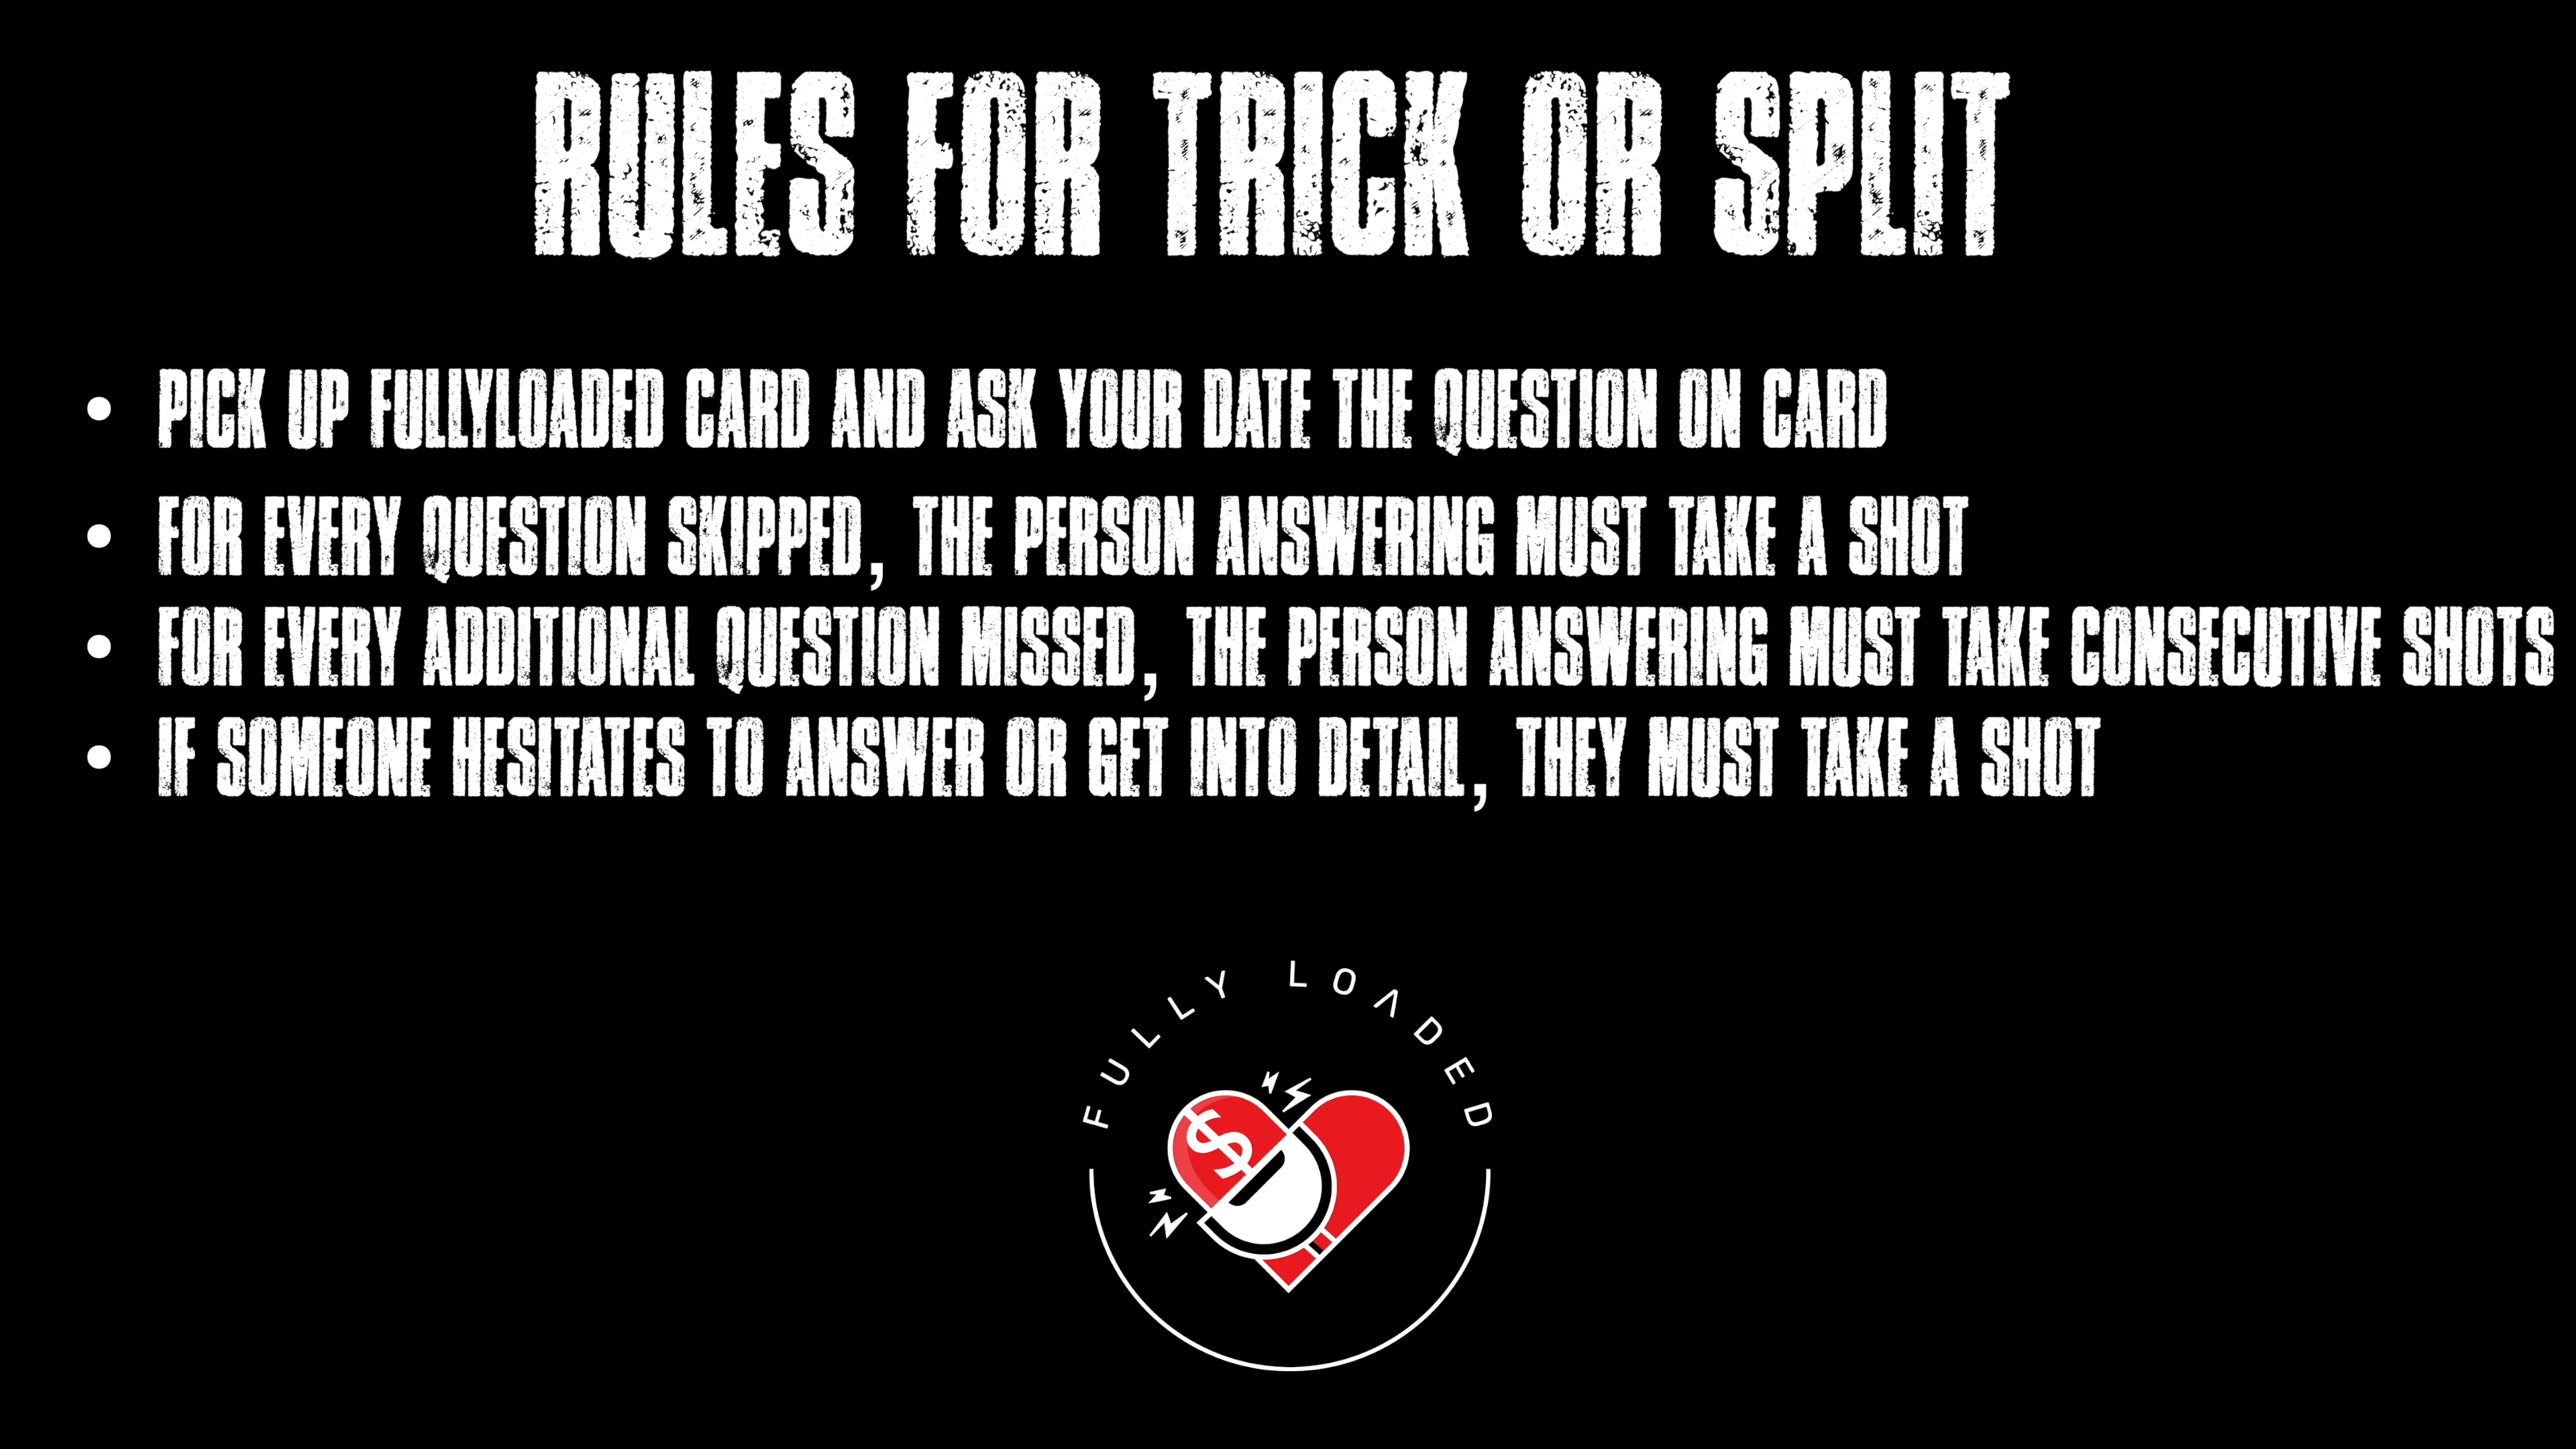 RULES FOR TRICK OR SPLIT
• PICK UP FULLYLOADED CARD AND ASK YOUR DATE THE QUESTION ON CARD
• FOR EVERY QUESTION SKIPPED, THE PERSON ANSWERING MUST TAKE A SHOT
• FOR EVERY ADDITIONAL QUESTION MISSED, THE PERSON ANSWERING MUST TAKE CONSECUTIVE SHOTS
• IF SOMEONE HESITATES TO ANSWER OR GET INTO DETAIL, THEY MUST TAKE A SHOT
FULLY LOADED
$